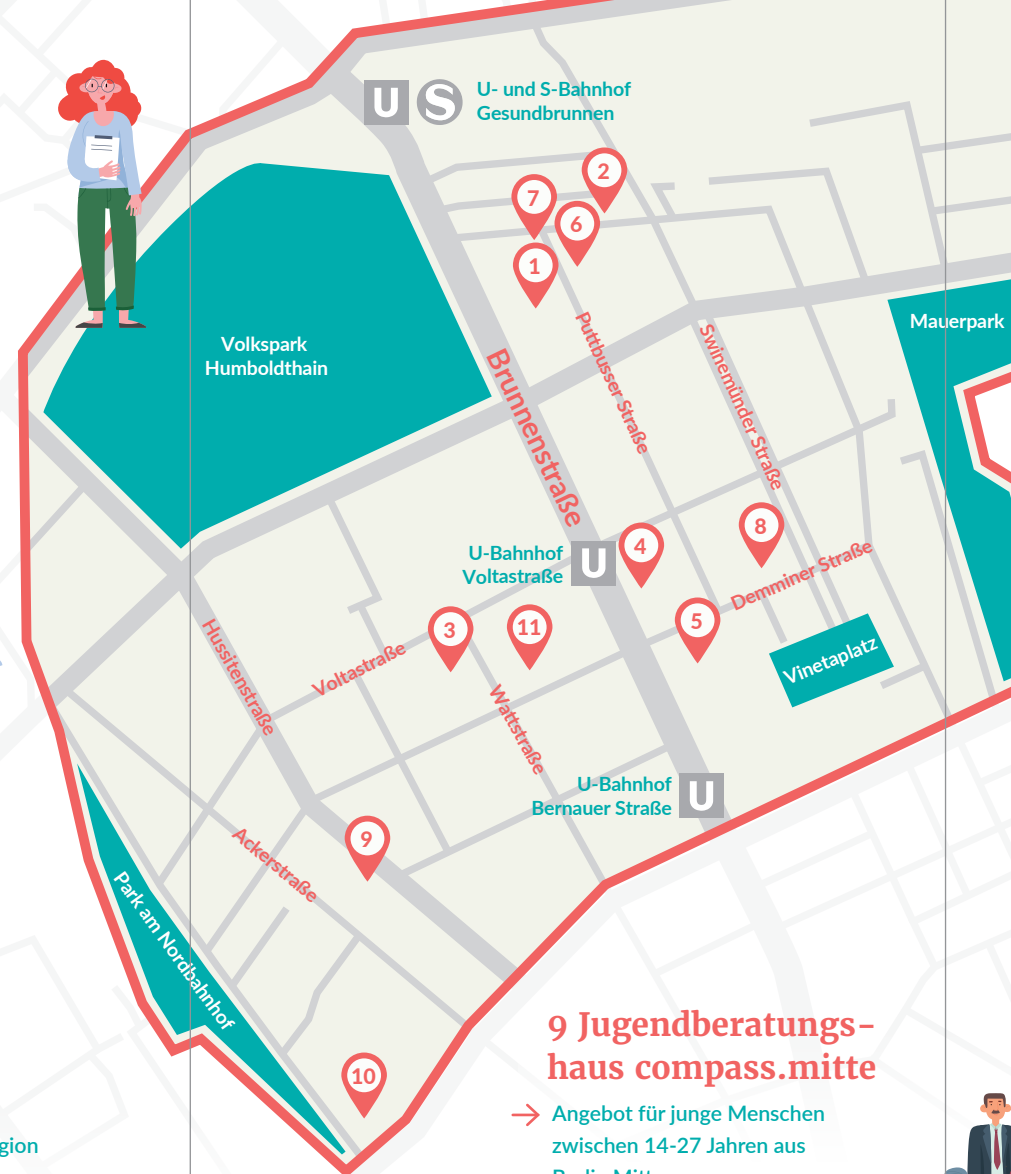 U S
U- und S-Bahnhof
Gesundbrunnen
2
7
6
1
Volkspark
Humboldthain
Mauerpark
Brunnenstraße
Puttbusser Straße
Swinemünder Straße
U-Bahnhof
Voltastraße
U
4
8
Demminer Straße
5
3
11
Vinetaplatz
Hussitenstraße
Voltastraße
Wattstraße
U-Bahnhof
Bernauer Straße
U
9
Ackerstraße
Park am Nordbahnhof
10
9 Jugendberatungs-
haus compass.mitte
→ Angebot für junge Menschen
zwischen 14-27 Jahren aus
gion